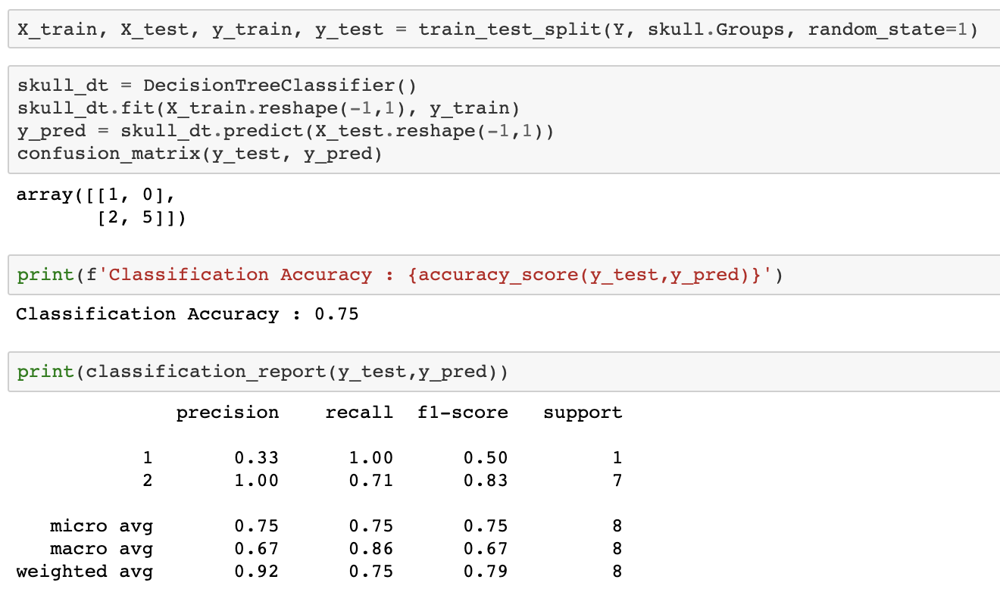 X_train, X_test, y_train, y_test = train_test_split(Y, skull.Groups, random_state=1)
skull_dt = DecisionTreeClassifier()
skull_dt.fit(X_train.reshape(-1,1), y_train)
y_pred = skull_dt.predict(X_test.reshape(-1,1))
confusion_matrix(y_test, y_pred)
array([[1, 0],
       [2, 5]])
print(f'Classification Accuracy : {accuracy_score(y_test,y_pred)}')
Classification Accuracy : 0.75
print(classification_report(y_test,y_pred))
              precision    recall  f1-score   support
           1       0.33      1.00      0.50         1
           2       1.00      0.71      0.83         7
   micro avg       0.75      0.75      0.75         8
   macro avg       0.67      0.86      0.67         8
weighted avg       0.92      0.75      0.79         8